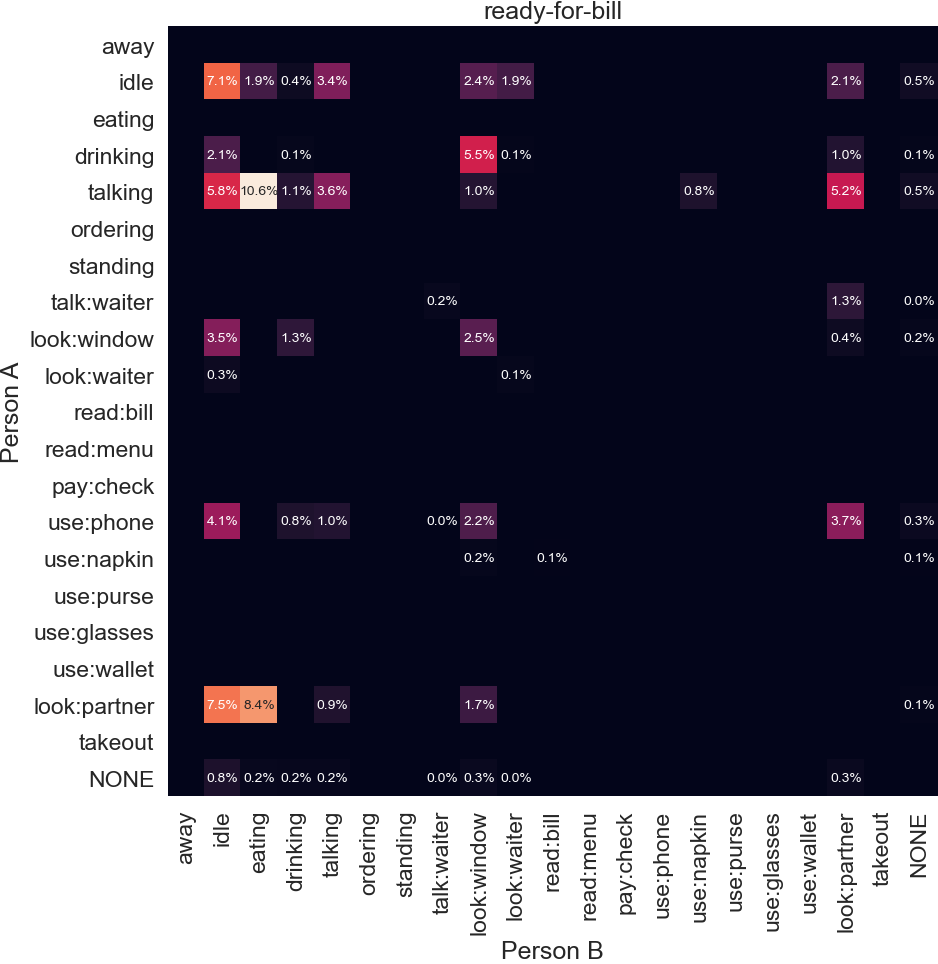 ready-for-bill
away
idle 7.1% 1.9% 0.4% 3.4% 2.4% 1.9% 2.1% 0.5%
eating
drinking 2.1% 0.1% 5.5% 0.1% 1.0% 0.1%
talking 5.8% 10.6% 1.1% 3.6% 1.0% 0.8% 5.2% 0.5%
ordering
standing
talk:waiter 0.2% 1.3% 0.0%
look:window 3.5% 1.3% 2.5% 0.4% 0.2%
look:waiter 0.3% 0.1%
Person A
read:bill
read:menu
pay:check
use:phone 4.1% 0.8% 1.0% 0.0% 2.2% 3.7% 0.3%
use:napkin 0.2% 0.1% 0.1%
use:purse
use:glasses
use:wallet
look:partner 7.5% 8.4% 0.9% 1.7% 0.1%
takeout
NONE 0.8% 0.2% 0.2% 0.2% 0.0% 0.3% 0.0% 0.3%
away idle eating drinking talking ordering standing talk:waiter look:window look:waiter read:bill read:menu pay:check use:phone use:napkin use:purse use:glasses use:wallet look:partner takeout NONE
Person B